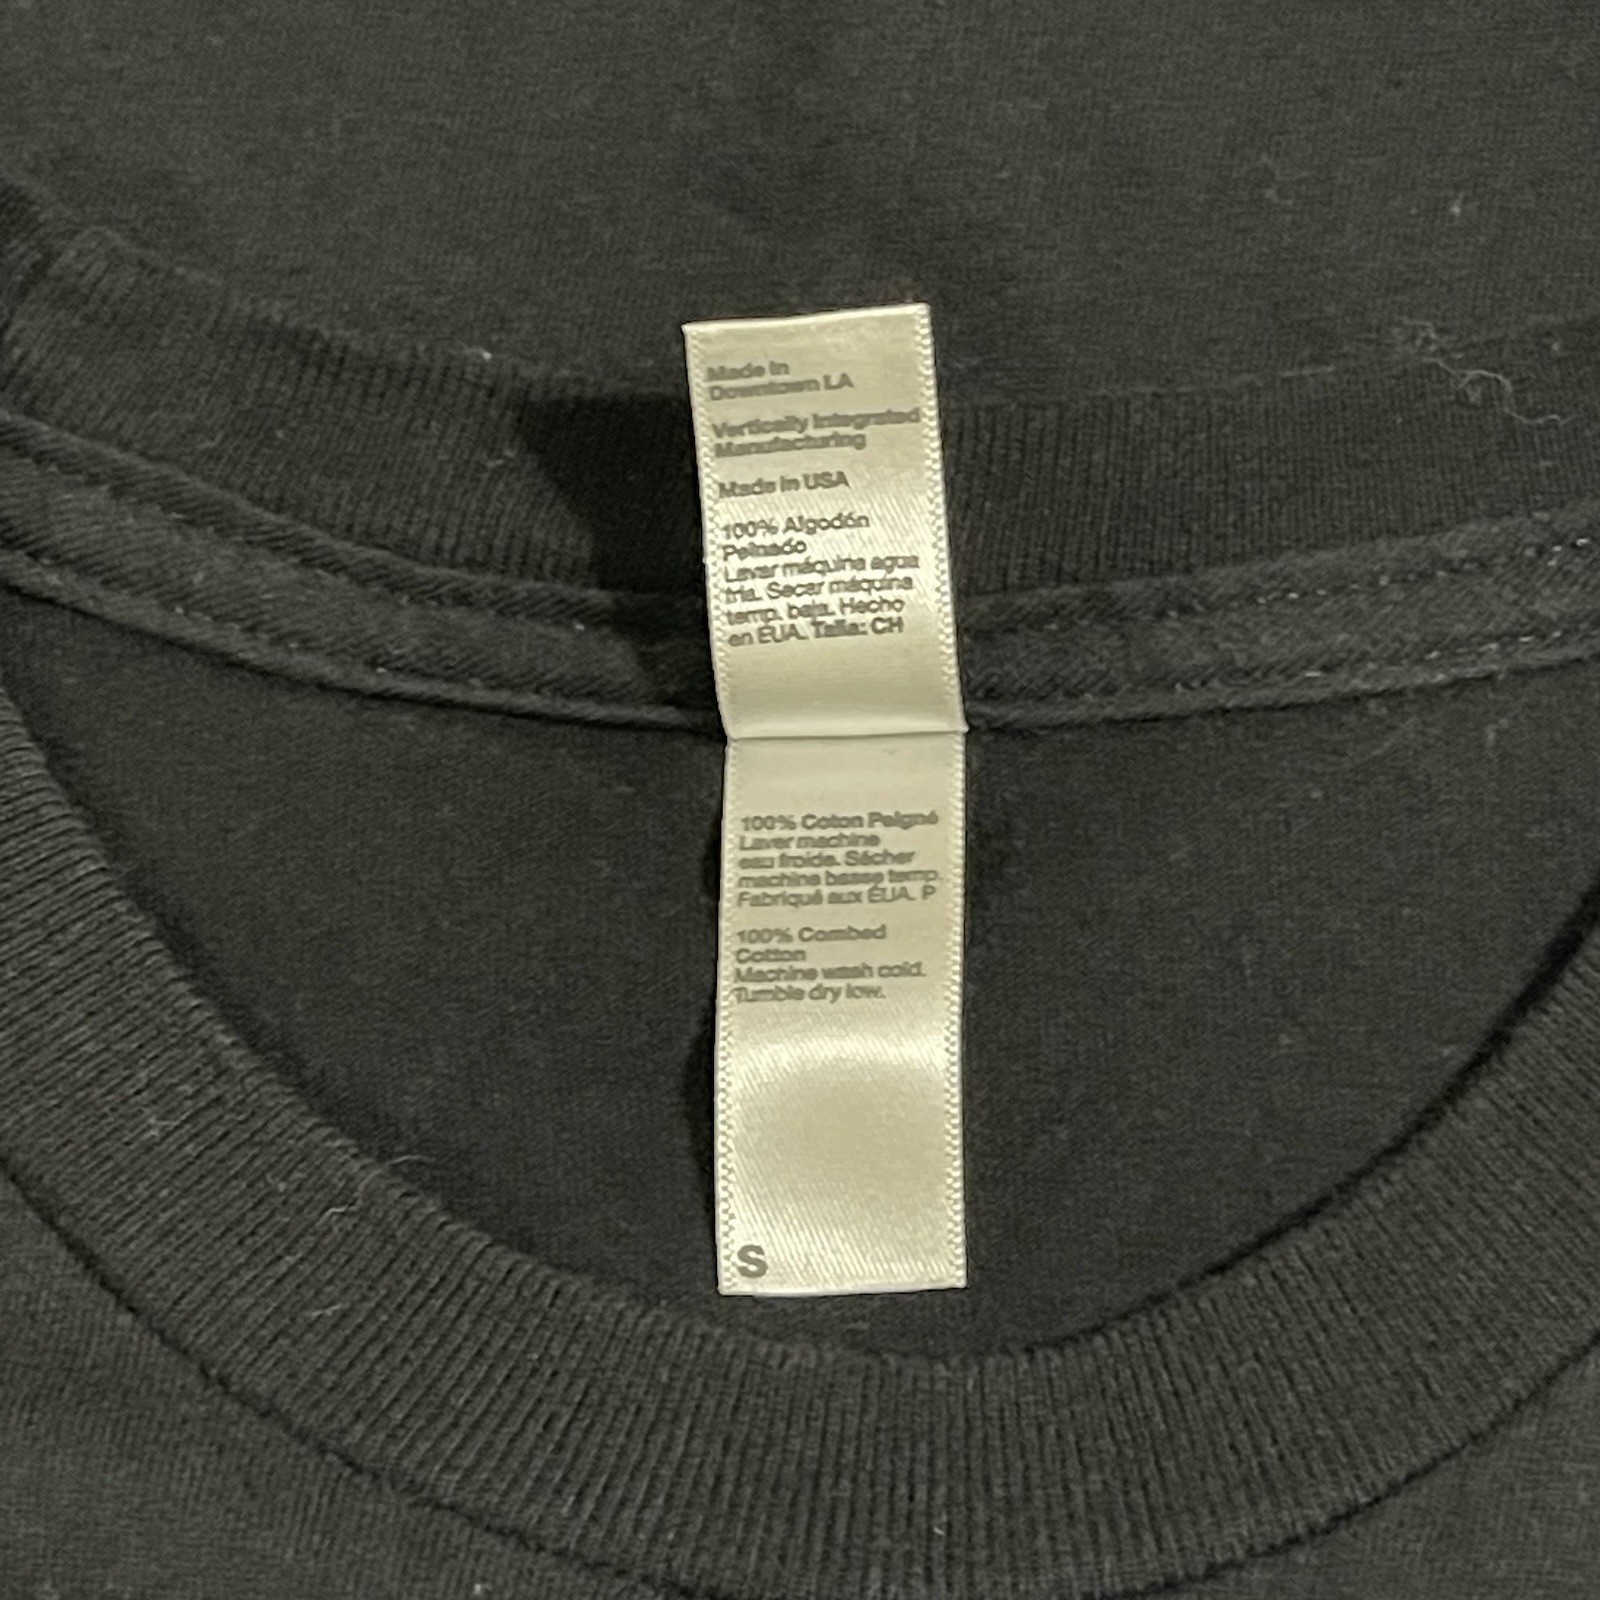 Made in
Downtown LA
Vertically Integrated
Manufacturing
Made in USA
100% Algodón
Peinado
Lavar máquina agua
fría. Secar máquina
temp. baja. Hecho
en EUA. Talla: CH
100% Coton Peigné
Laver machine
eau froide. Sécher
machine basse temp.
Fabriqué aux ÉUA. P
100% Combed
Cotton
Machine wash cold.
Tumble dry low.
S